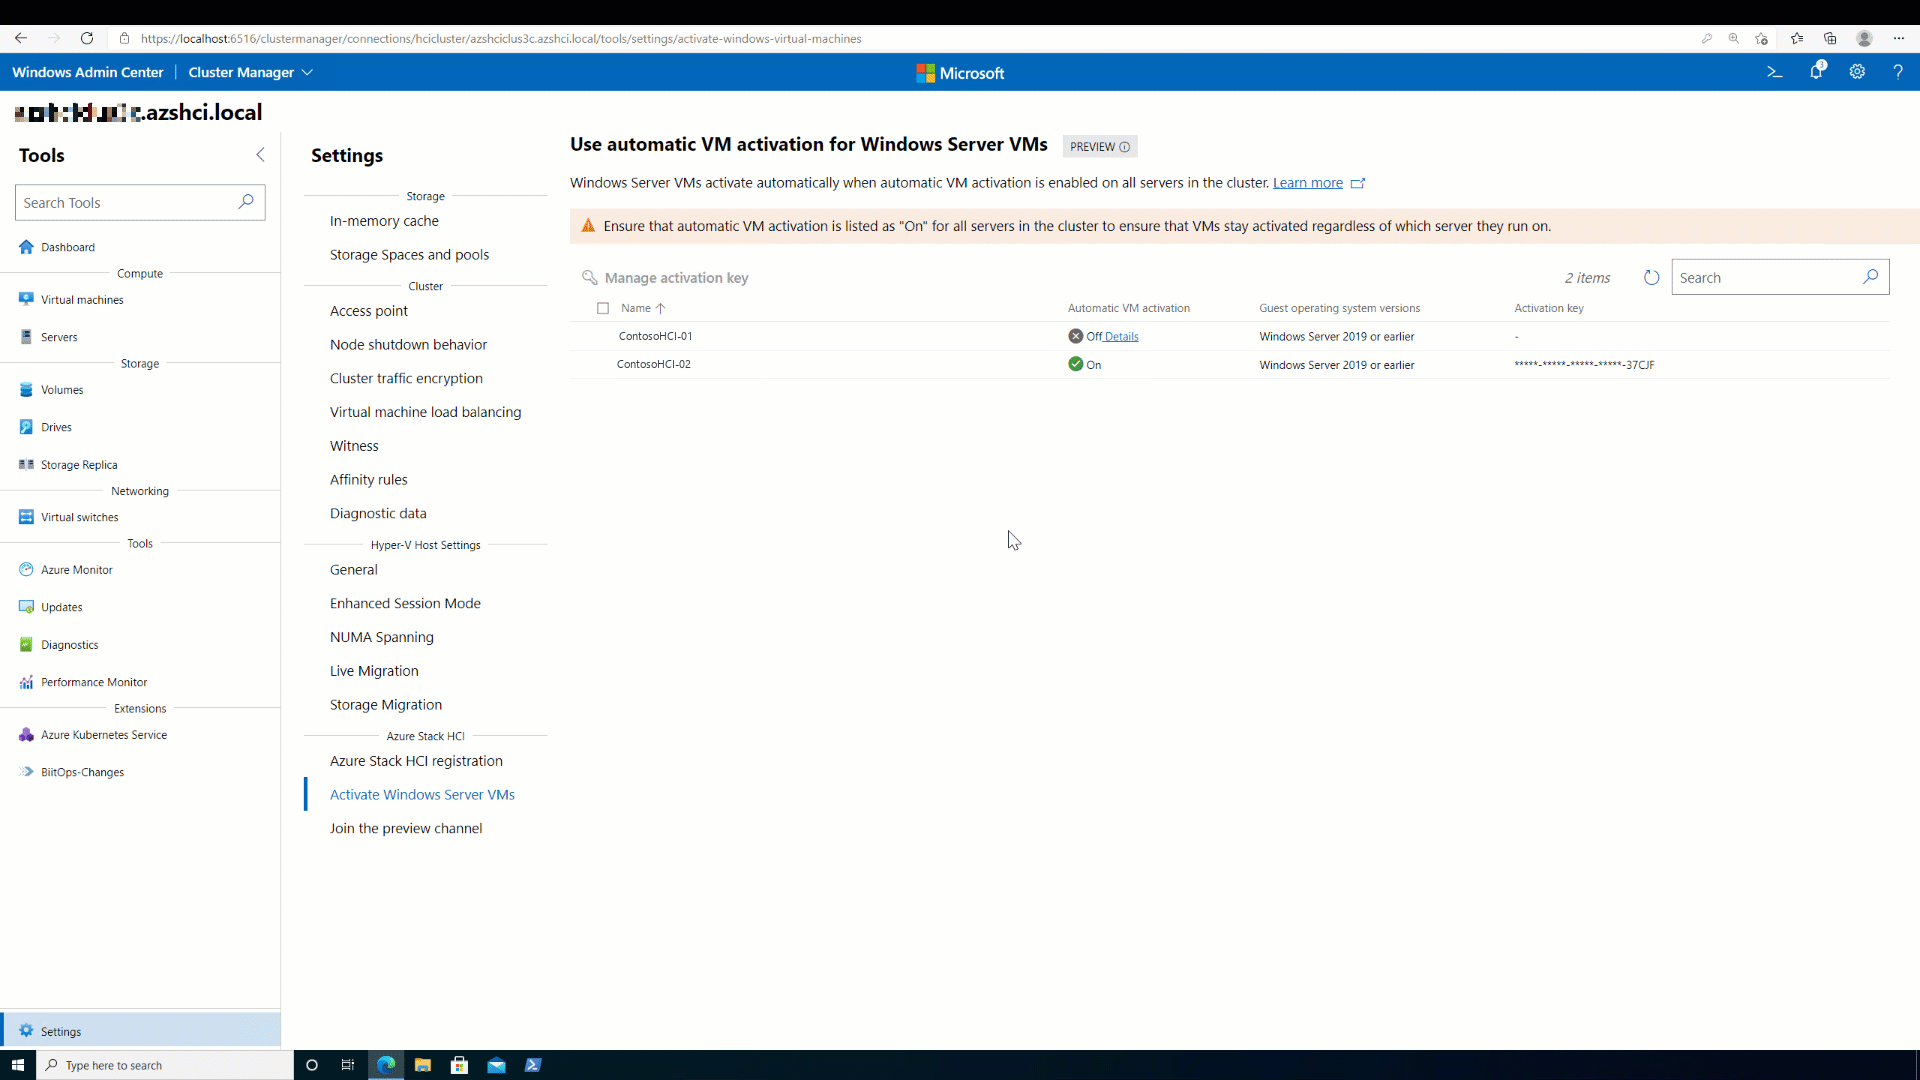 https://localhost:6516/clustermanager/connections/hcicluster/azshciclus3c.azshci.local/tools/settings/activate-windows-virtual-machines
Windows Admin Center | Cluster Manager
Microsoft
3
.azshci.local
Tools
Search Tools
Dashboard
Compute
Virtual machines
Servers
Storage
Volumes
Drives
Storage Replica
Networking
Virtual switches
Tools
Azure Monitor
Updates
Diagnostics
Performance Monitor
Extensions
Azure Kubernetes Service
BiitOps-Changes
Settings
Settings
Storage
In-memory cache
Storage Spaces and pools
Cluster
Access point
Node shutdown behavior
Cluster traffic encryption
Virtual machine load balancing
Witness
Affinity rules
Diagnostic data
Hyper-V Host Settings
General
Enhanced Session Mode
NUMA Spanning
Live Migration
Storage Migration
Azure Stack HCI
Azure Stack HCI registration
Activate Windows Server VMs
Join the preview channel
Use automatic VM activation for Windows Server VMs PREVIEW
Windows Server VMs activate automatically when automatic VM activation is enabled on all servers in the cluster. Learn more
Ensure that automatic VM activation is listed as "On" for all servers in the cluster to ensure that VMs stay activated regardless of which server they run on.
Manage activation key 2 items Search
Name Automatic VM activation Guest operating system versions Activation key
ContosoHCI-01 Off Details Windows Server 2019 or earlier -
ContosoHCI-02 On Windows Server 2019 or earlier *****-*****-*****-*****-37CJF
Type here to search